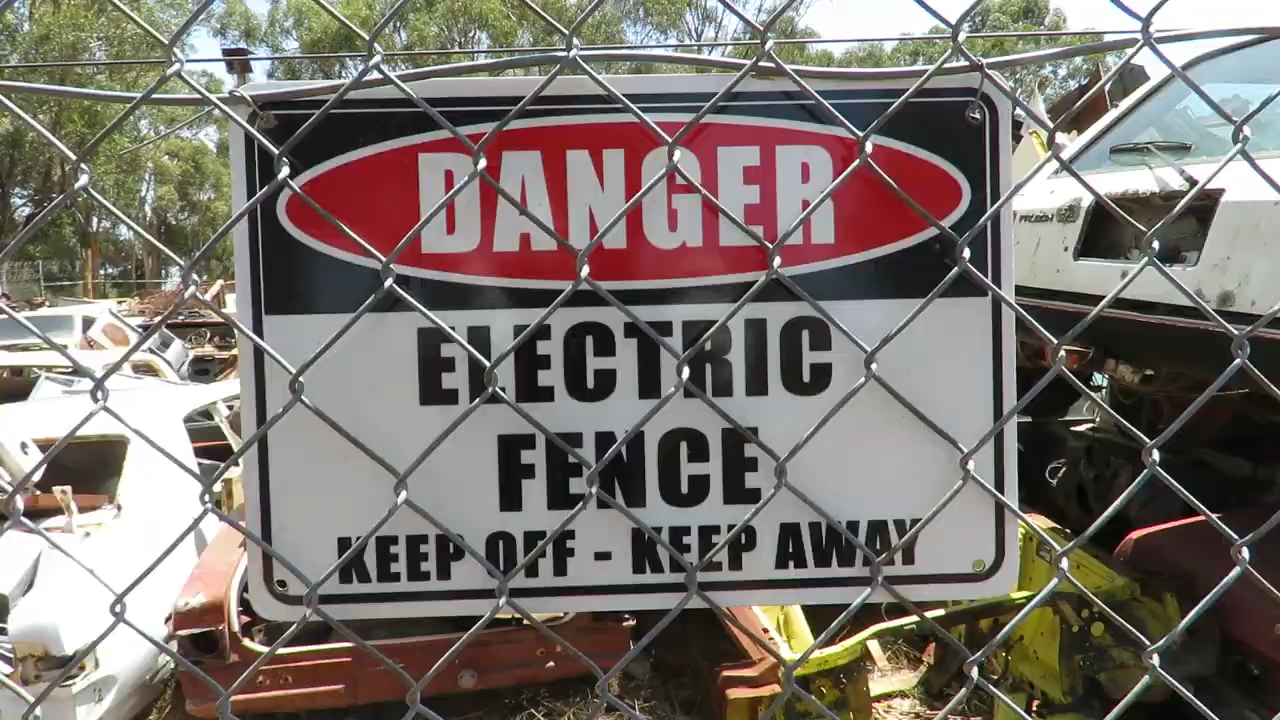 DANGER
ELECTRIC
FENCE
KEEP OFF - KEEP AWAY